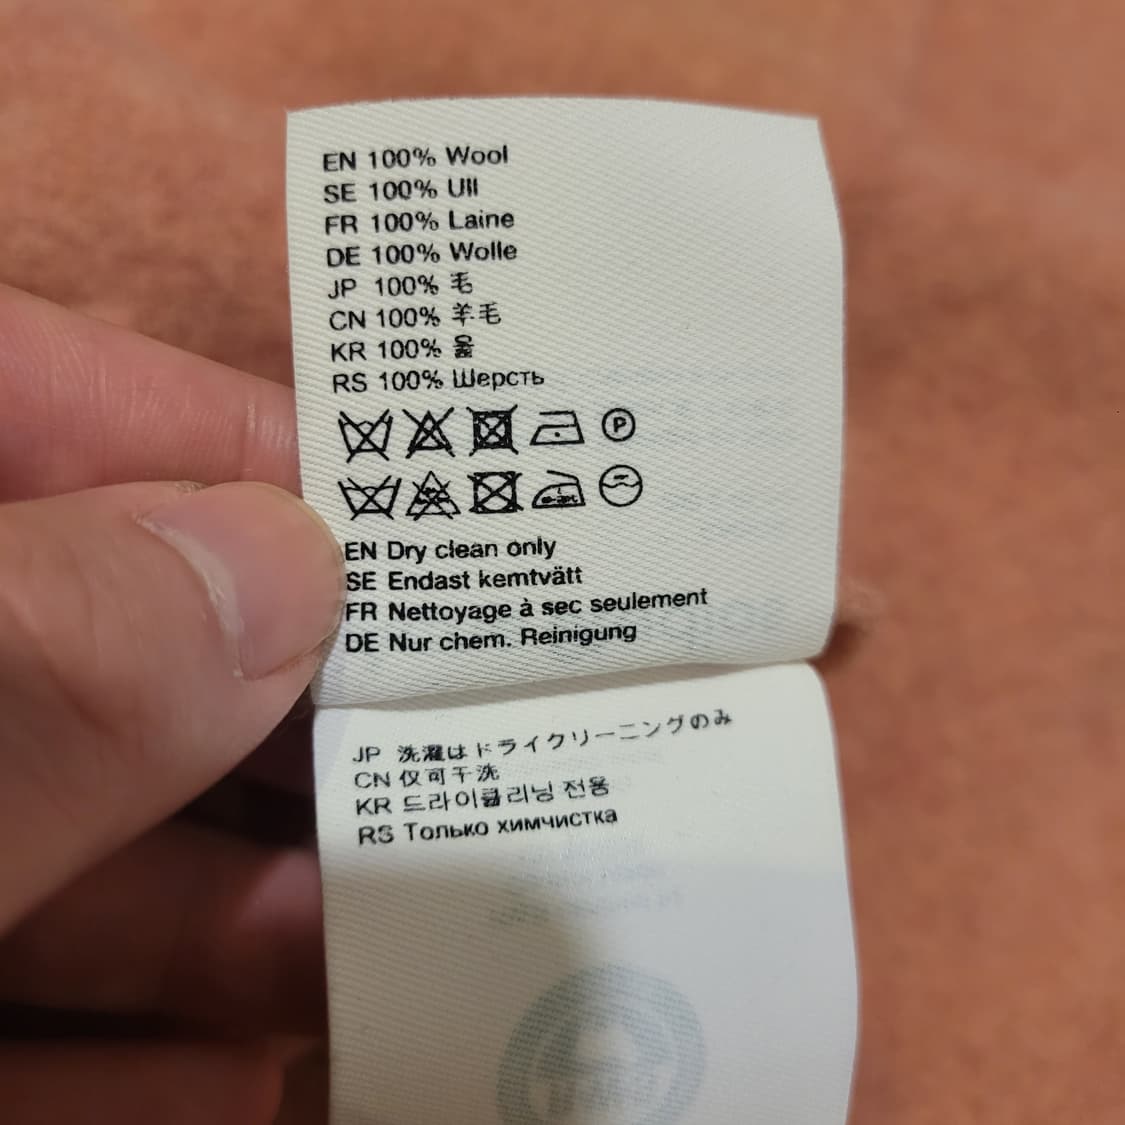 EN 100% Wool
SE 100% Ull
FR 100% Laine
DE 100% Wolle
JP 100% 毛
CN 100% 羊毛
KR 100% 울
RS 100% Шерсть
P
EN Dry clean only
SE Endast kemtvätt
FR Nettoyage à sec seulement
DE Nur chem. Reinigung
JP 洗濯はドライクリーニングのみ
CN 仅可干洗
KR 드라이클리닝 전용
RS Только химчистка